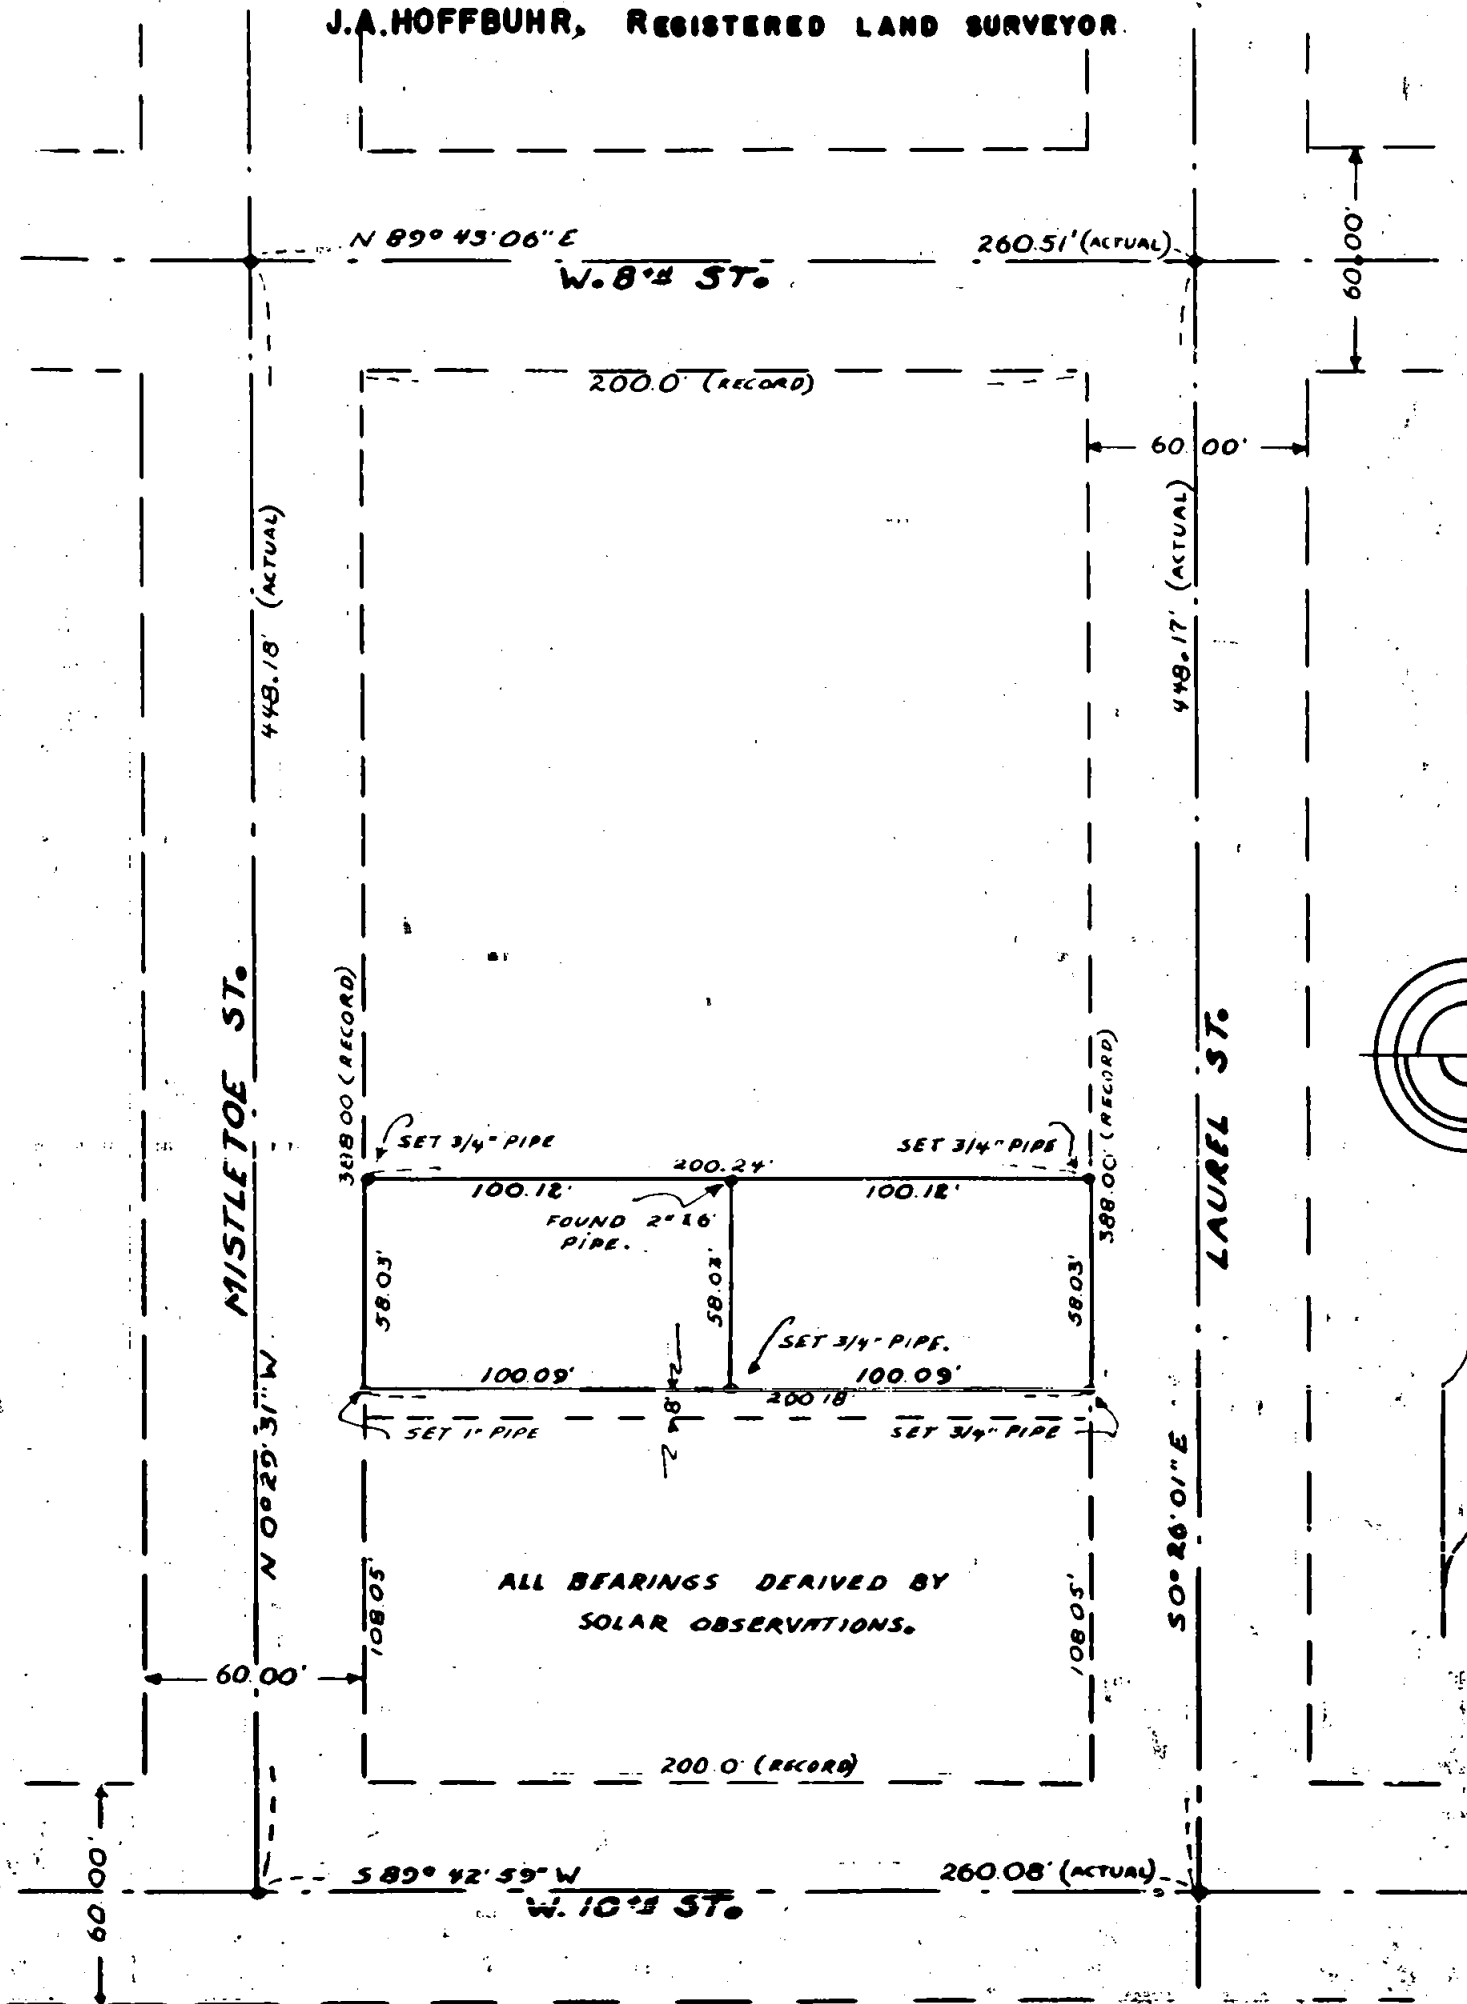 J.A.HOFFBUHR, REGISTERED LAND SURVEYOR.
N 89° 43' 06" E
260.51' (ACTUAL)
W. 8TH ST.
60.00'
200.0' (RECORD)
60.00'
448.18' (ACTUAL)
448.17' (ACTUAL)
MISTLETOE ST.
LAUREL ST.
388.00 (RECORD)
388.00' (RECORD)
SET 3/4" PIPE
SET 3/4" PIPE
200.24'
100.12'
100.12'
FOUND
PIPE.
58.03'
58.03'
58.03'
SET 3/4" PIPE.
100.09'
100.09'
200.18'
SET 1" PIPE
SET 3/4" PIPE
N 0° 29' 31" W
S 0° 26' 01" E
ALL BEARINGS DERIVED BY
SOLAR OBSERVATIONS.
108.05'
108.05'
60.00'
200.0' (RECORD)
60.00'
S 89° 42' 59" W
260.08' (ACTUAL)
W. 10TH ST.